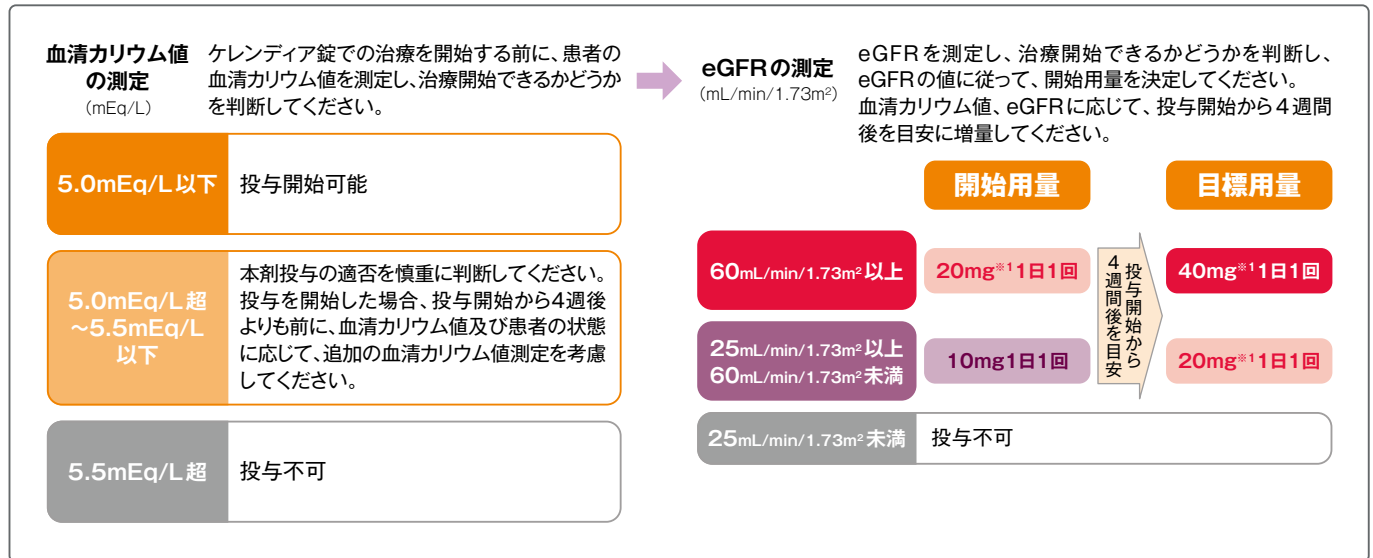 血清カリウム値
の測定
(mEq/L)
ケレンディア錠での治療を開始する前に、患者の
血清カリウム値を測定し、治療開始できるかどうか
を判断してください。
5.0mEq/L以下
投与開始可能
5.0mEq/L超
～5.5mEq/L
以下
本剤投与の適否を慎重に判断してください。
投与を開始した場合、投与開始から4週後
よりも前に、血清カリウム値及び患者の状態
に応じて、追加の血清カリウム値測定を考慮
してください。
5.5mEq/L超
投与不可
eGFRの測定
(mL/min/1.73m²)
eGFRを測定し、治療開始できるかどうかを判断し、
eGFRの値に従って、開始用量を決定してください。
血清カリウム値、eGFRに応じて、投与開始から4週間
後を目安に増量してください。
開始用量
目標用量
60mL/min/1.73m²以上
20mg※1 1日1回
投与開始から
4週間後を目安
40mg※1 1日1回
25mL/min/1.73m²以上
60mL/min/1.73m²未満
10mg1日1回
20mg※1 1日1回
25mL/min/1.73m²未満
投与不可